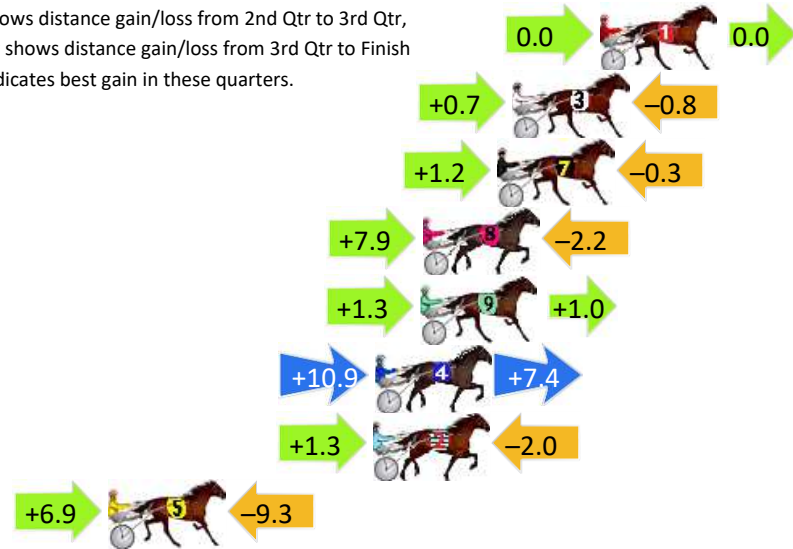 ows distance gain/loss from 2nd Qtr to 3rd Qtr,
shows distance gain/loss from 3rd Qtr to Finish
dicates best gain in these quarters.
0.0 1 0.0
+0.7 3 –0.8
+1.2 7 –0.3
+7.9 8 –2.2
+1.3 9 +1.0
+10.9 4 +7.4
+1.3 2 –2.0
+6.9 5 –9.3